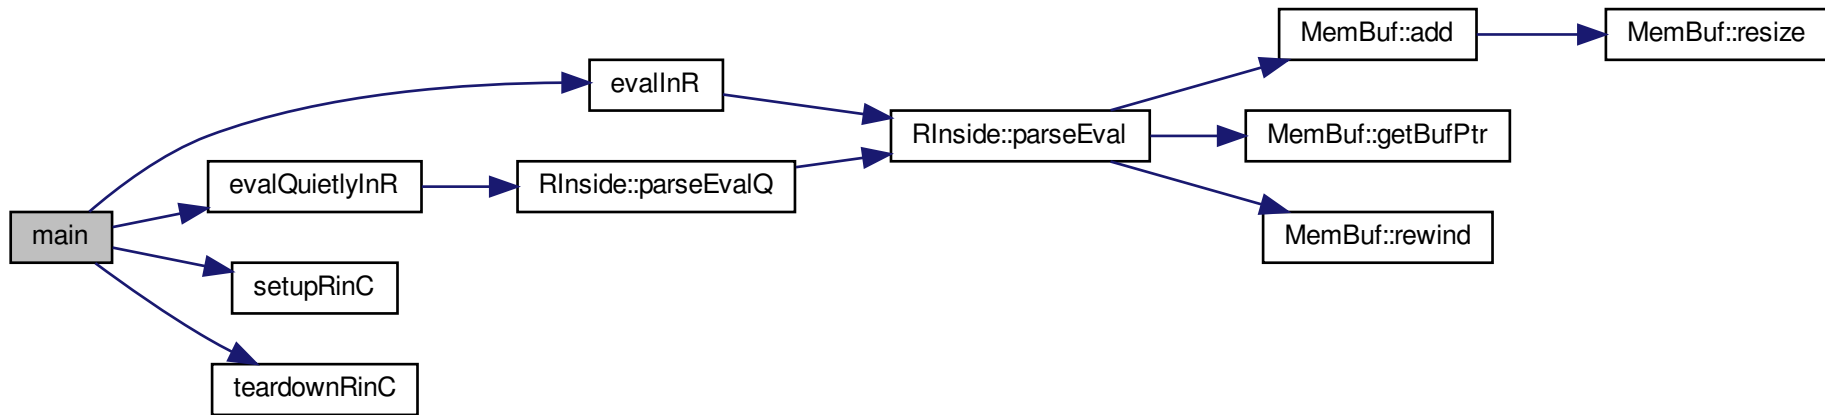 MemBuf::add
MemBuf::resize
evalInR
RInside::parseEval
MemBuf::getBufPtr
evalQuietlyInR
RInside::parseEvalQ
main
MemBuf::rewind
setupRinC
teardownRinC